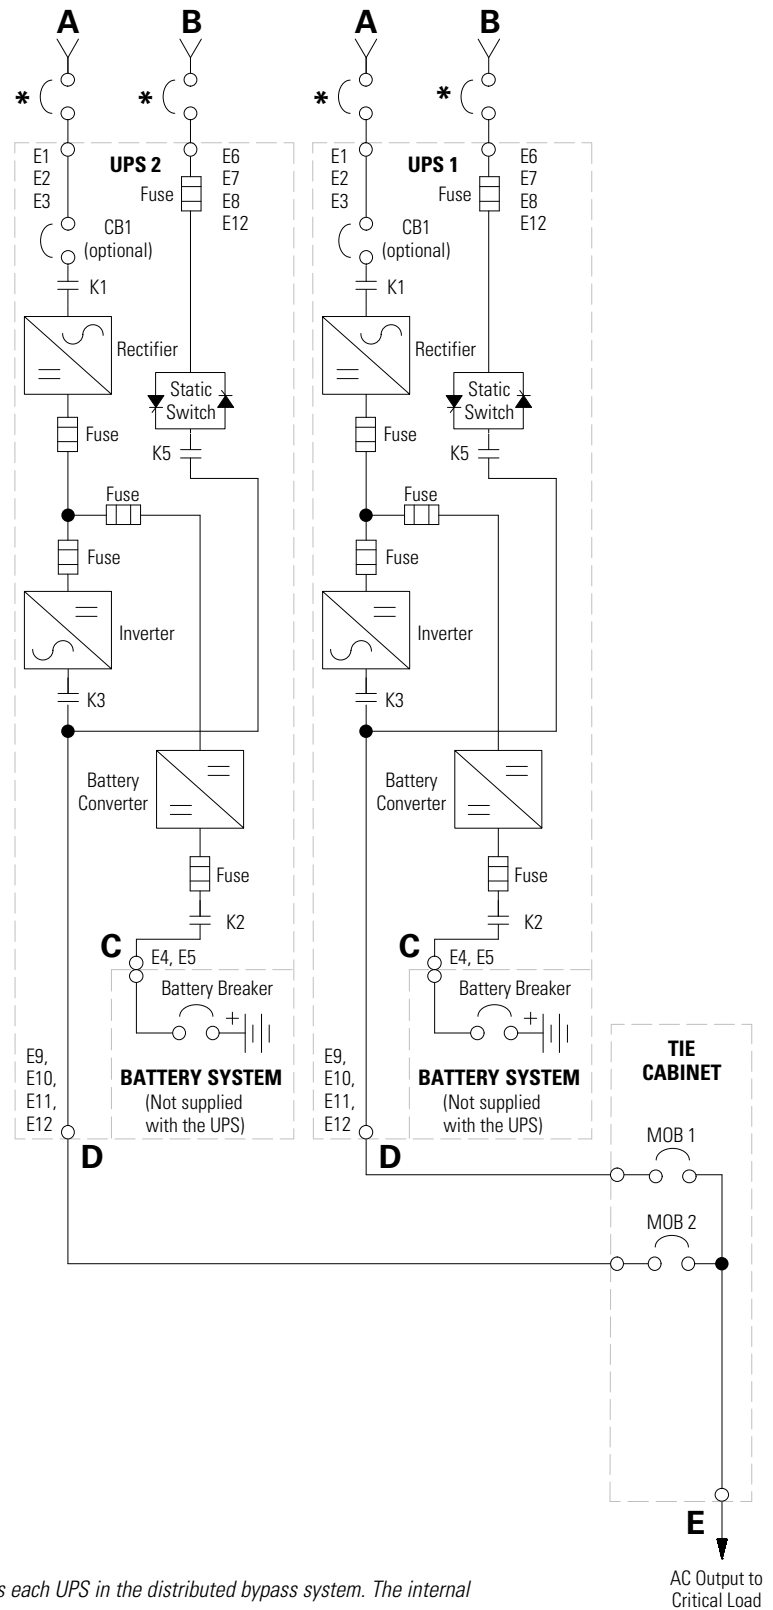 A B A B
* * * *
E1
E2
E3
UPS 2
E6
E7
E8
E12
Fuse
CB1
(optional)
K1
Rectifier
Static
Switch
Fuse
K5
Fuse
Fuse
Inverter
K3
Battery
Converter
Fuse
K2
C
E4, E5
Battery Breaker
+
E9,
E10,
E11,
E12
BATTERY SYSTEM
(Not supplied
with the UPS)
D
E1
E2
E3
UPS 1
E6
E7
E8
E12
Fuse
CB1
(optional)
K1
Rectifier
Static
Switch
Fuse
K5
Fuse
Fuse
Inverter
K3
Battery
Converter
Fuse
K2
C
E4, E5
Battery Breaker
+
E9,
E10,
E11,
E12
BATTERY SYSTEM
(Not supplied
with the UPS)
D
TIE
CABINET
MOB 1
MOB 2
E
AC Output to
Critical Load
s each UPS in the distributed bypass system. The internal